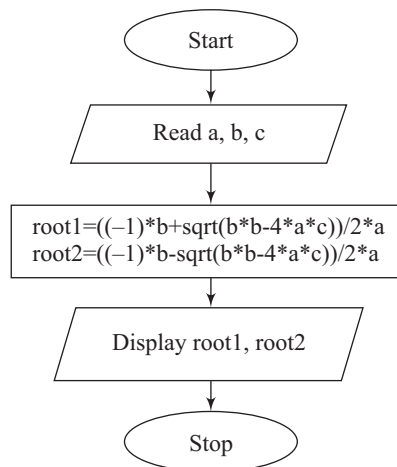 Start
Read a, b, c
root1=((–1)*b+sqrt(b*b-4*a*c))/2*a
root2=((–1)*b-sqrt(b*b-4*a*c))/2*a
Display root1, root2
Stop